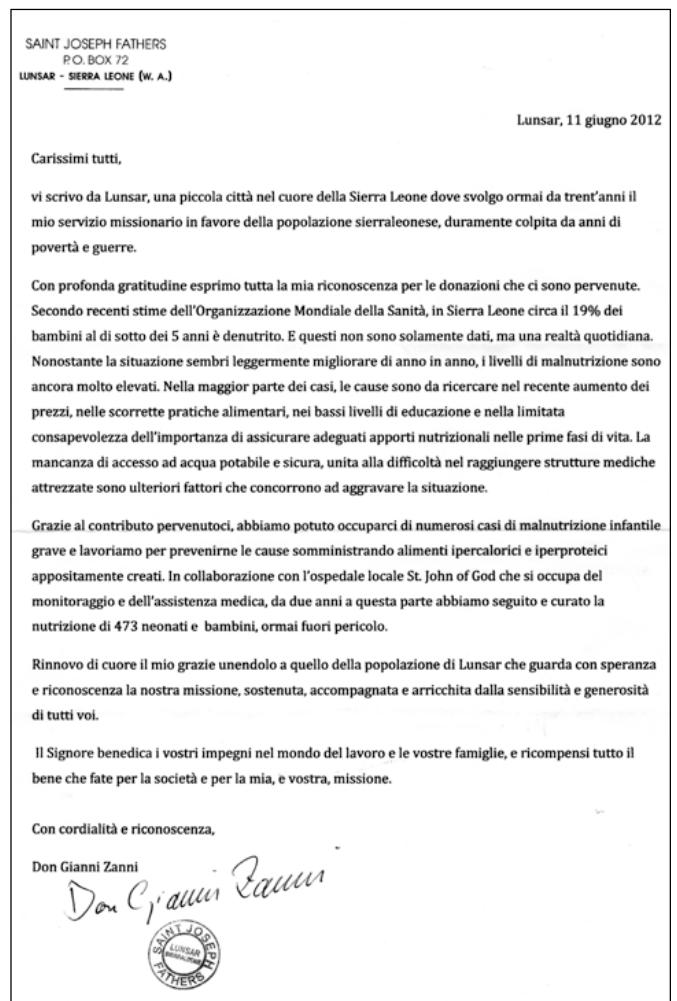 SAINT JOSEPH FATHERS
P.O. BOX 72
LUNSAR - SIERRA LEONE (W. A.)
Lunsar, 11 giugno 2012
Carissimi tutti,
vi scrivo da Lunsar, una piccola città nel cuore della Sierra Leone dove svolgo ormai da trent'anni il
mio servizio missionario in favore della popolazione sierraleonese, duramente colpita da anni di
povertà e guerre.
Con profonda gratitudine esprimo tutta la mia riconoscenza per le donazioni che ci sono pervenute.
Secondo recenti stime dell'Organizzazione Mondiale della Sanità, in Sierra Leone circa il 19% dei
bambini al di sotto dei 5 anni è denutrito. E questi non sono solamente dati, ma una realtà quotidiana.
Nonostante la situazione sembri leggermente migliorare di anno in anno, i livelli di malnutrizione sono
ancora molto elevati. Nella maggior parte dei casi, le cause sono da ricercare nel recente aumento dei
prezzi, nelle scorrette pratiche alimentari, nei bassi livelli di educazione e nella limitata
consapevolezza dell'importanza di assicurare adeguati apporti nutrizionali nelle prime fasi di vita. La
mancanza di accesso ad acqua potabile e sicura, unita alla difficoltà nel raggiungere strutture mediche
attrezzate sono ulteriori fattori che concorrono ad aggravare la situazione.
Grazie al contributo pervenutoci, abbiamo potuto occuparci di numerosi casi di malnutrizione infantile
grave e lavoriamo per prevenirne le cause somministrando alimenti ipercalorici e iperproteici
appositamente creati. In collaborazione con l'ospedale locale St. John of God che si occupa del
monitoraggio e dell'assistenza medica, da due anni a questa parte abbiamo seguito e curato la
nutrizione di 473 neonati e bambini, ormai fuori pericolo.
Rinnovo di cuore il mio grazie unendolo a quello della popolazione di Lunsar che guarda con speranza
e riconoscenza la nostra missione, sostenuta, accompagnata e arricchita dalla sensibilità e generosità
di tutti voi.
Il Signore benedica i vostri impegni nel mondo del lavoro e le vostre famiglie, e ricompensi tutto il
bene che fate per la società e per la mia, e vostra, missione.
Con cordialità e riconoscenza,
Don Gianni Zanni
Don Gianni Zanni
SAINT JOSEPH
LUNSAR
SIERRA LEONE
FATHERS